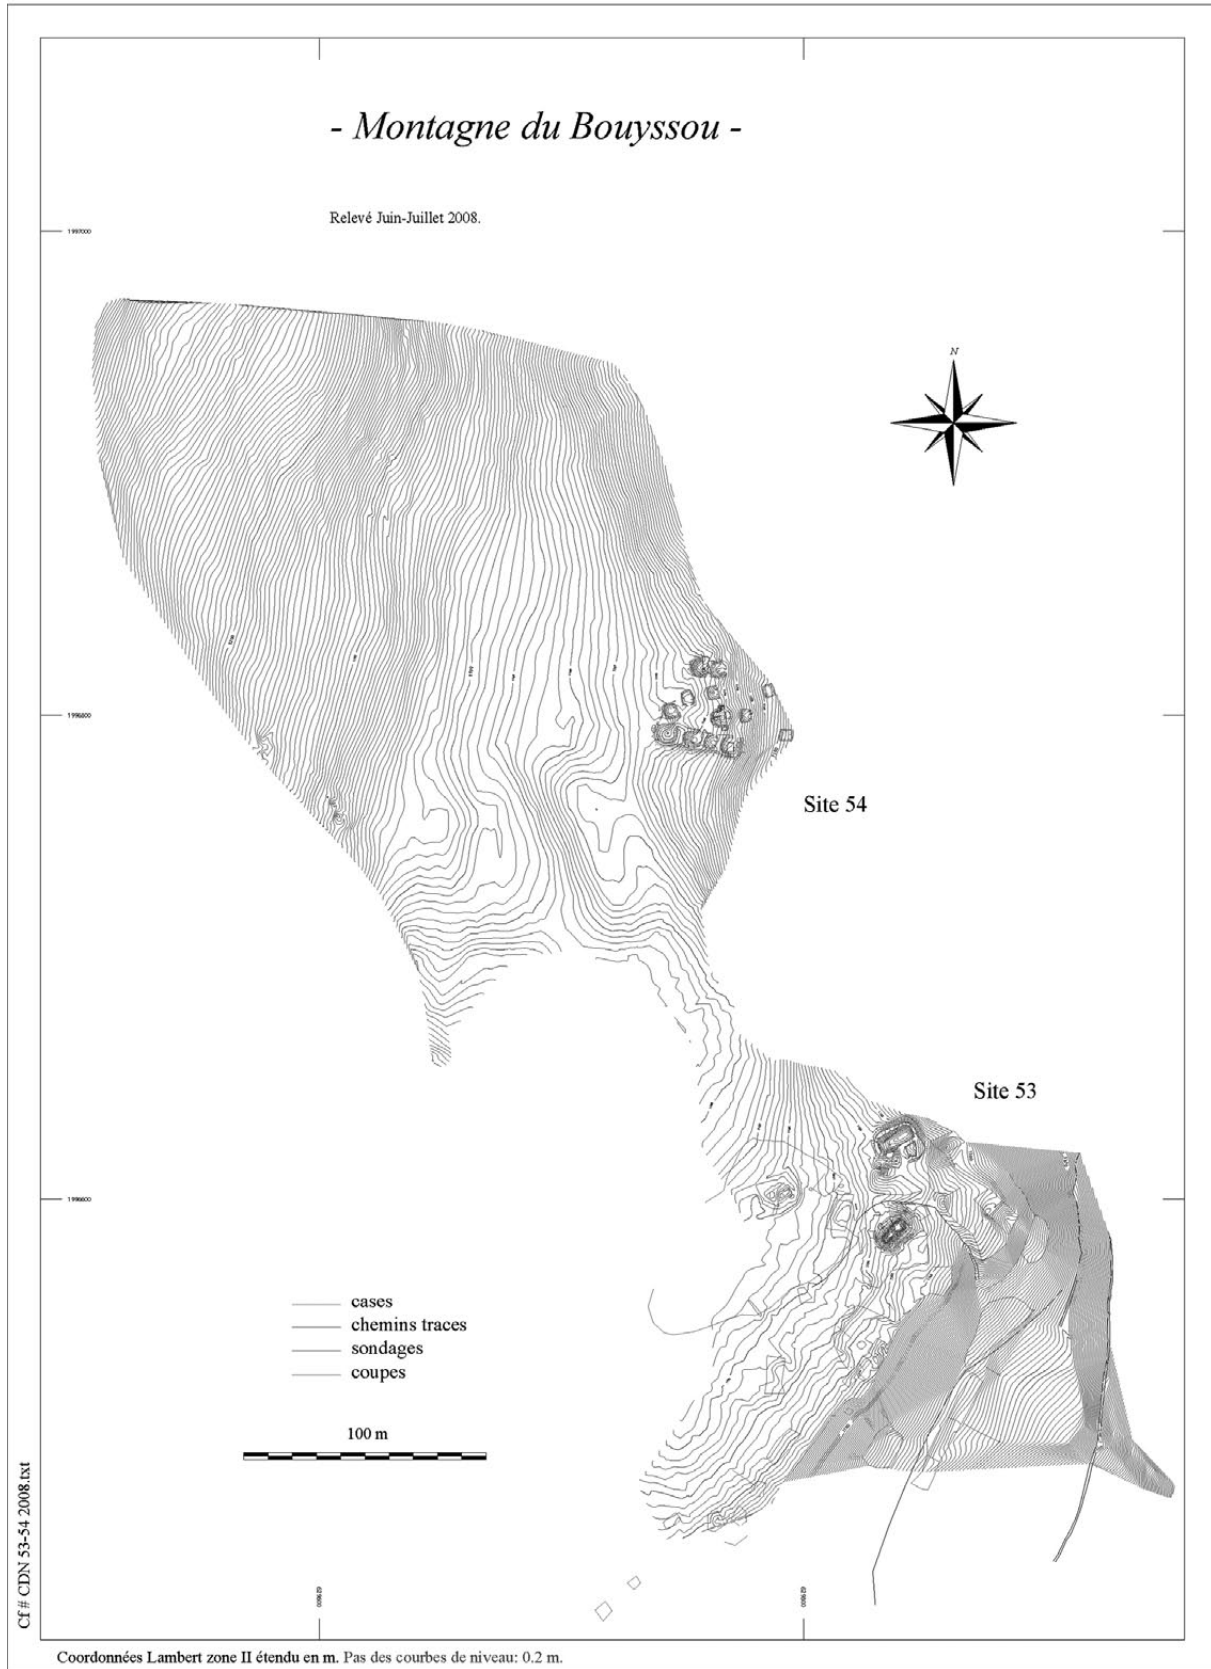 - Montagne du Bouyssou -
Relevé Juin-Juillet 2008.
1997000
N
Site 54
Site 53
cases
chemins traces
sondages
coupes
100 m
Cf # CDN 53-54 2008.txt
Coordonnées Lambert zone II étendu en m. Pas des courbes de niveau: 0.2 m.